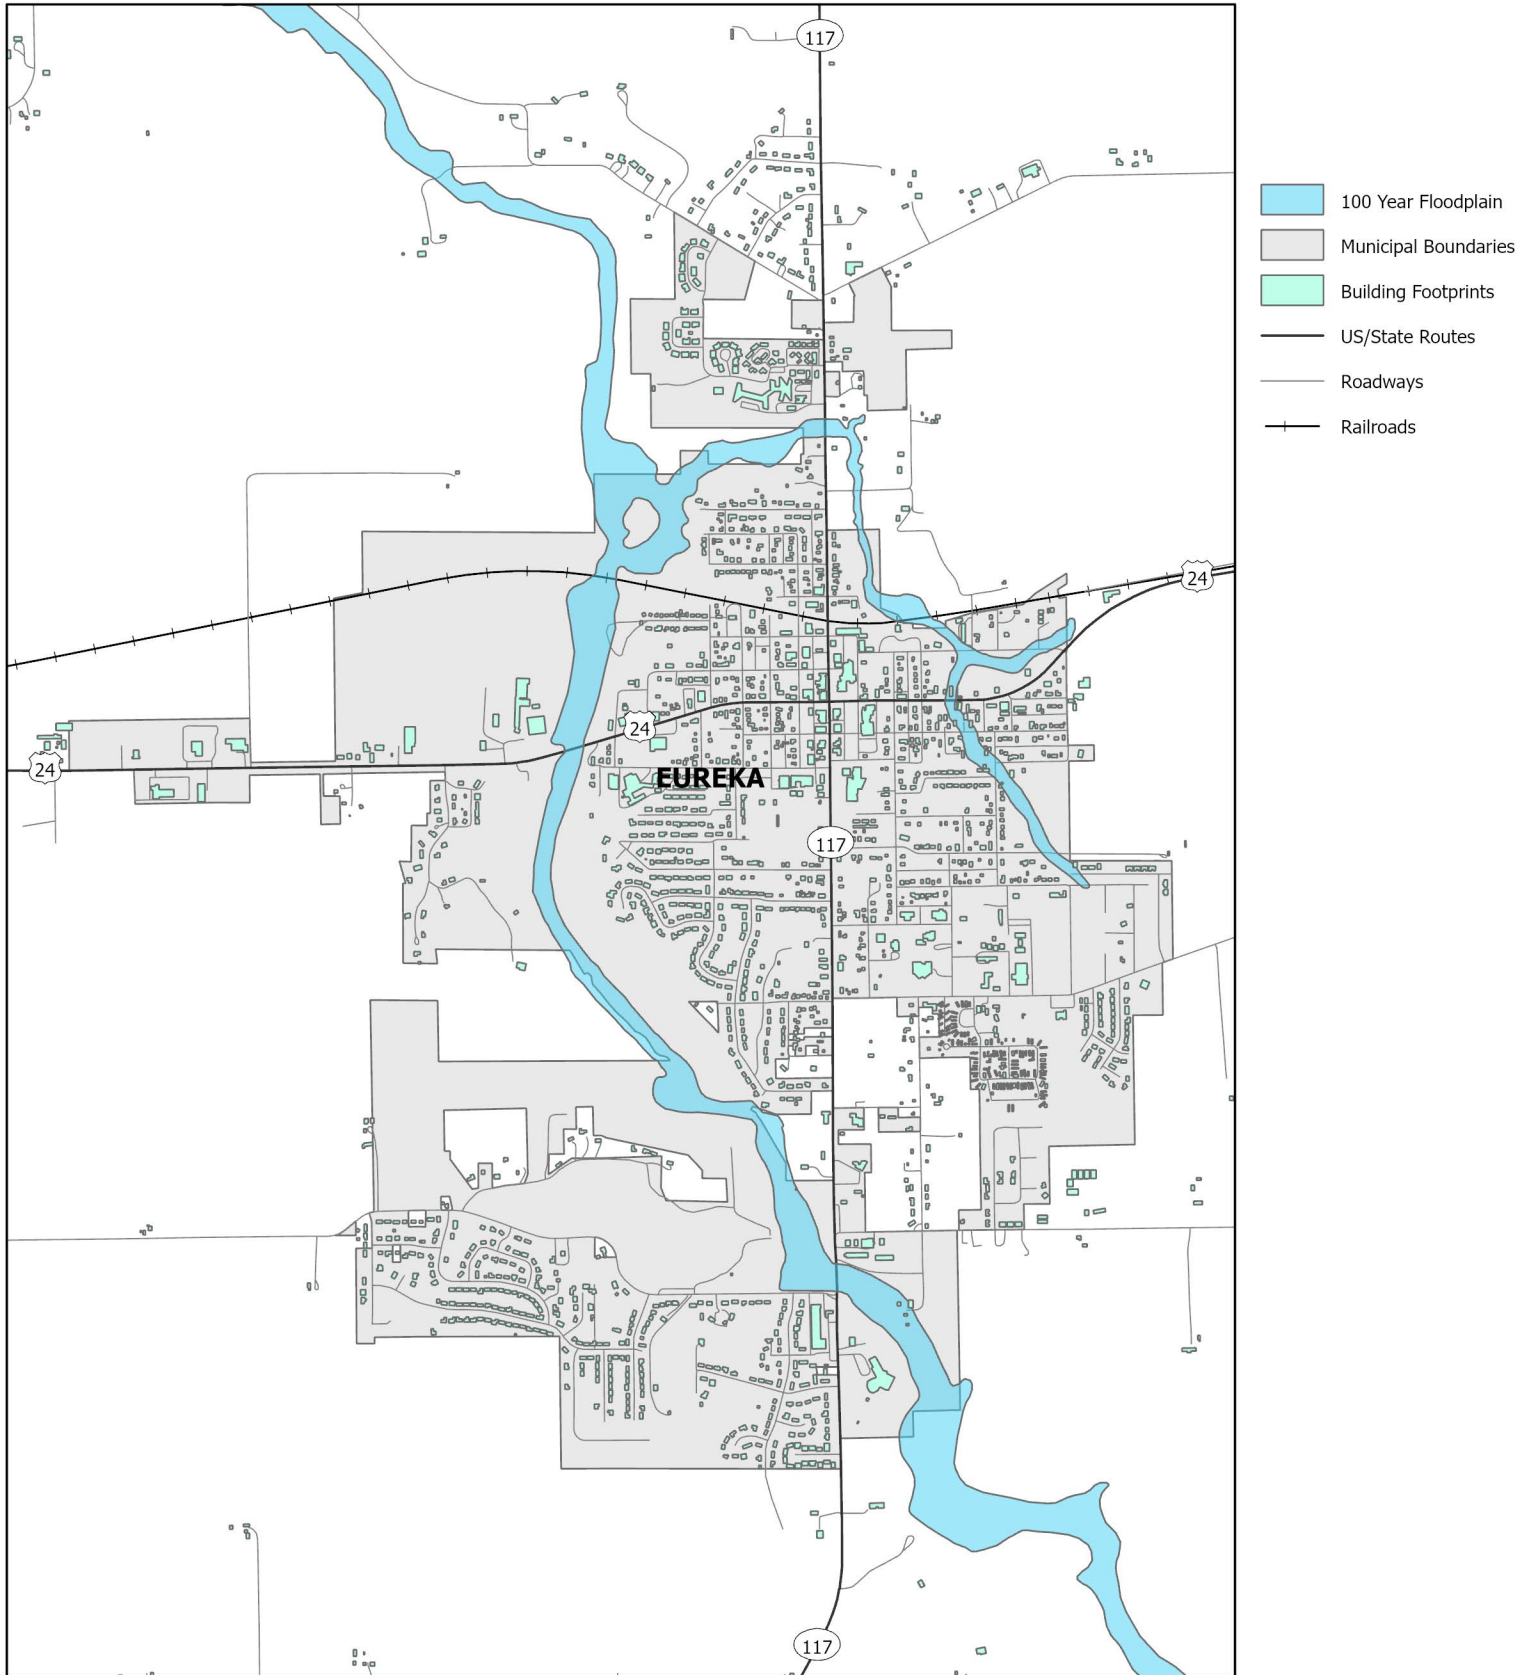 117
100 Year Floodplain
Municipal Boundaries
Building Footprints
US/State Routes
Roadways
Railroads
24
24
24
EUREKA
117
117